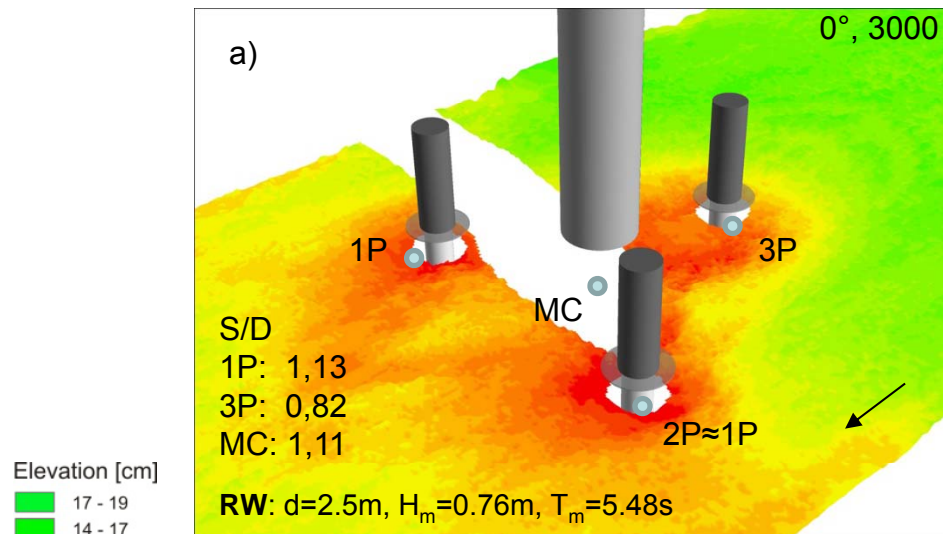 a)
0°, 3000
1P
3P
MC
S/D
1P: 1,13
3P: 0,82
MC: 1,11
2P≈1P
RW: d=2.5m, Hm=0.76m, Tm=5.48s
Elevation [cm]
17 - 19
14 - 17